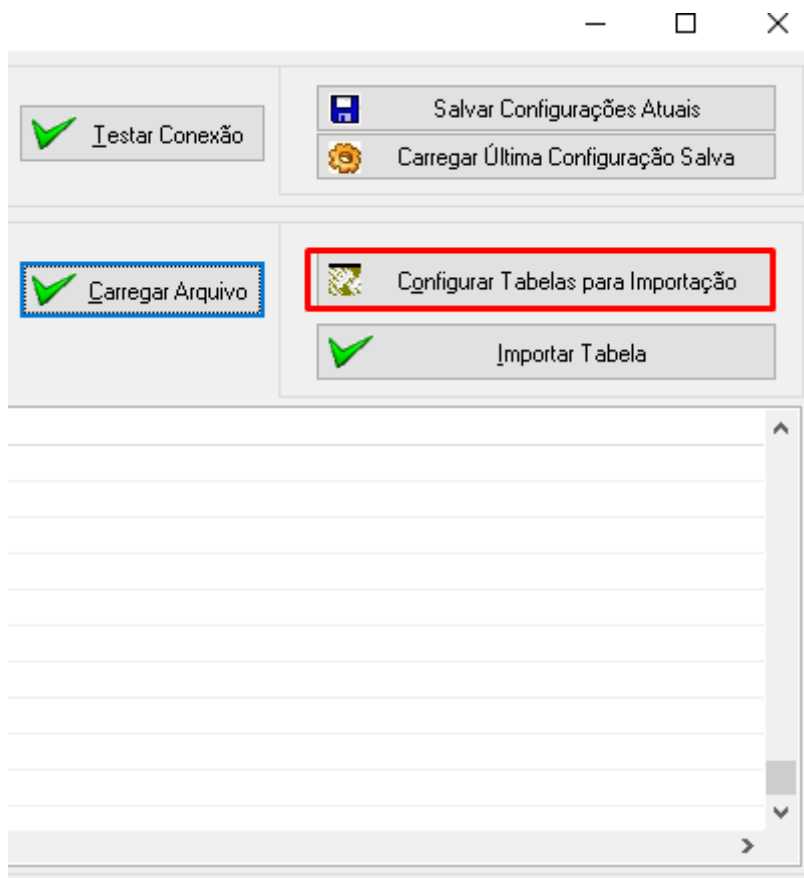 Testar Conexão
Salvar Configurações Atuais
Carregar Última Configuração Salva
Carregar Arquivo
Configurar Tabelas para Importação
Importar Tabela